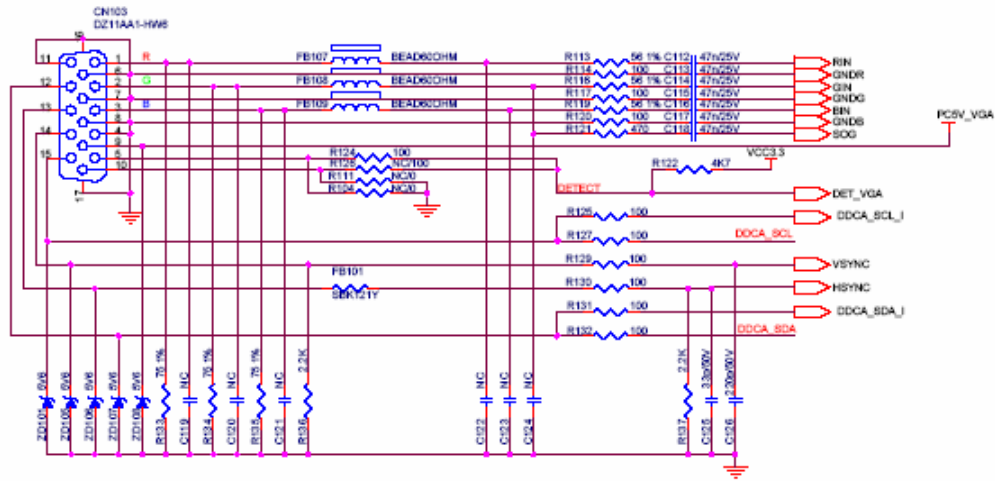 CN103
DZ11AA1-HW6
16
11 1 R
6
12 2 G
7
13 3 B
8
14 4
9
15 5
10
17
FB107 BEAD60OHM
FB108 BEAD60OHM
FB109 BEAD60OHM
R113 56 1% C112 47n/25V RIN
R114 100 C113 47n/25V GNDR
R116 56 1% C114 47n/25V GIN
R117 100 C115 47n/25V GNDG
R119 56 1% C116 47n/25V BIN
R120 100 C117 47n/25V GNDB
R121 470 C118 47n/25V SOG
PC5V_VGA
R124 100
R126 NC/100
R111 NC/0
R104 NC/0
VCC3.3
R122 4K7
DETECT DET_VGA
R125 100 DDCA_SCL_I
R127 100 DDCA_SCL
R129 100 VSYNC
FB101
SBK121Y
R130 100 HSYNC
R131 100 DDCA_SDA_I
R132 100 DDCA_SDA
ZD101 5V6
ZD105 5V6
ZD106 5V6
ZD107 5V6
ZD108 5V6
R133 75 1%
C119 NC
R134 75 1%
C120 NC
R135 75 1%
C121 NC
R136 2.2K
C122 NC
C123 NC
C124 NC
R137 2.2K
C125 33p/50V
C126 220p/50V